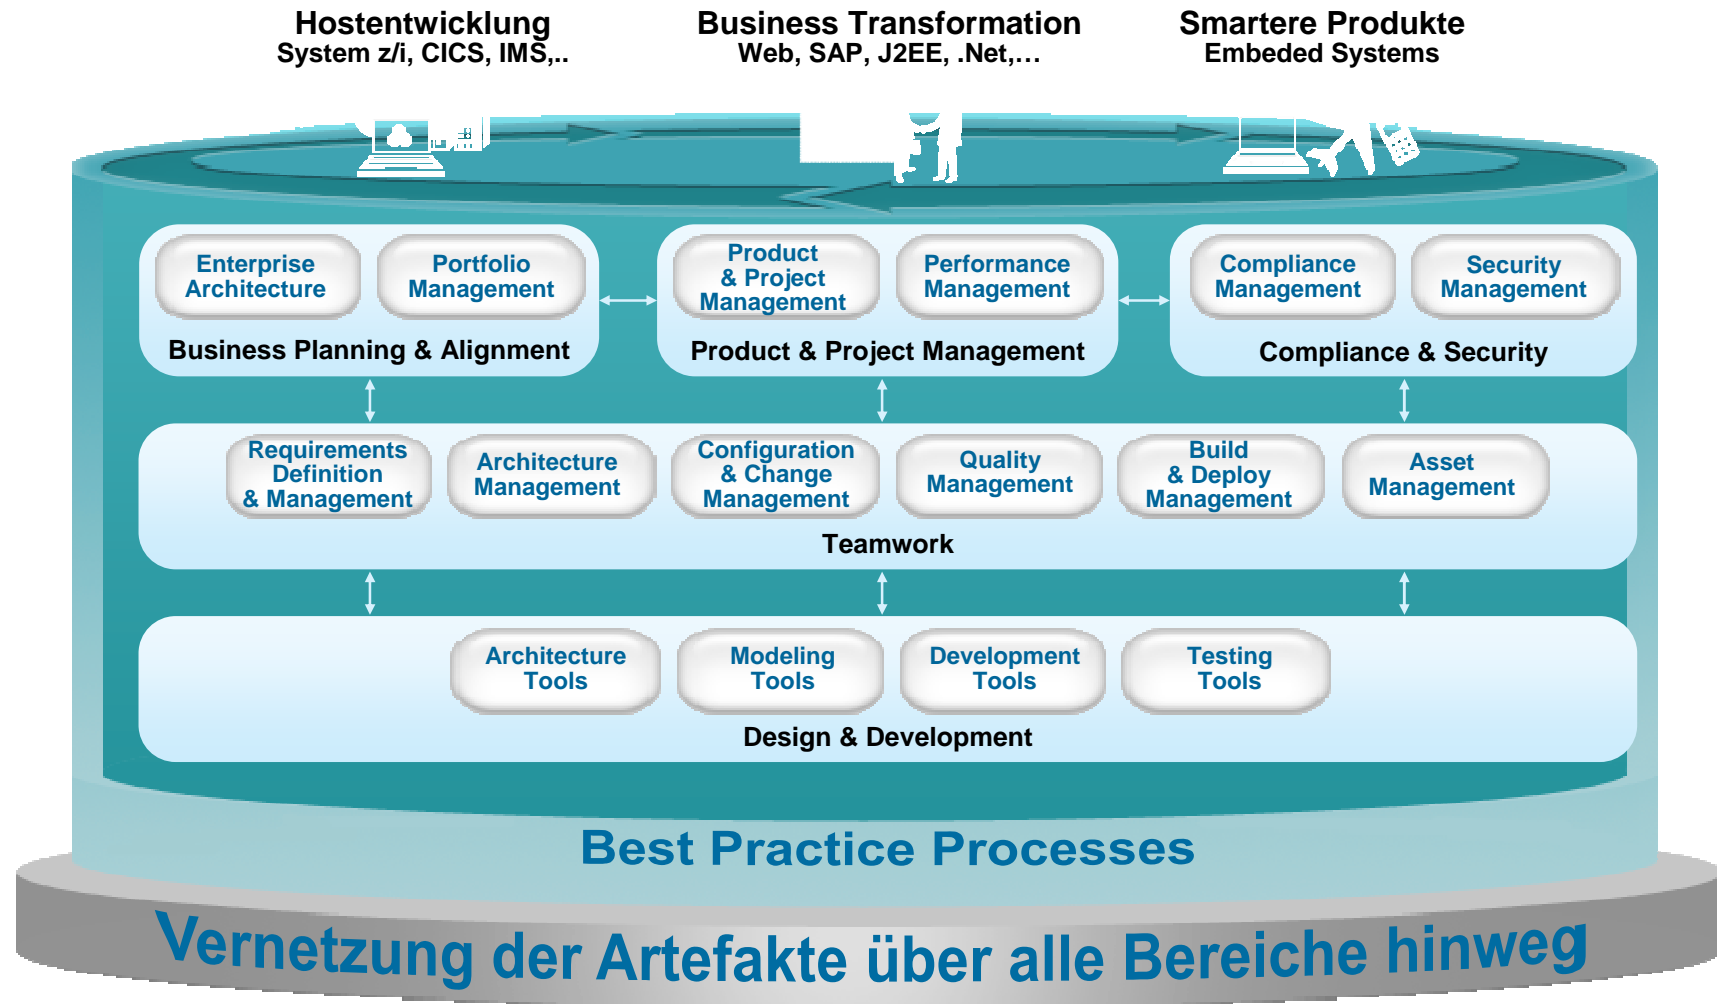 Hostentwicklung
System z/i, CICS, IMS,..
Business Transformation
Web, SAP, J2EE, .Net,…
Smartere Produkte
Embeded Systems
Enterprise
Architecture
Portfolio
Management
Business Planning & Alignment
Product
& Project
Management
Performance
Management
Product & Project Management
Compliance
Management
Security
Management
Compliance & Security
Requirements
Definition
& Management
Architecture
Management
Configuration
& Change
Management
Quality
Management
Build
& Deploy
Management
Asset
Management
Teamwork
Architecture
Tools
Modeling
Tools
Development
Tools
Testing
Tools
Design & Development
Best Practice Processes
Vernetzung der Artefakte über alle Bereiche hinweg